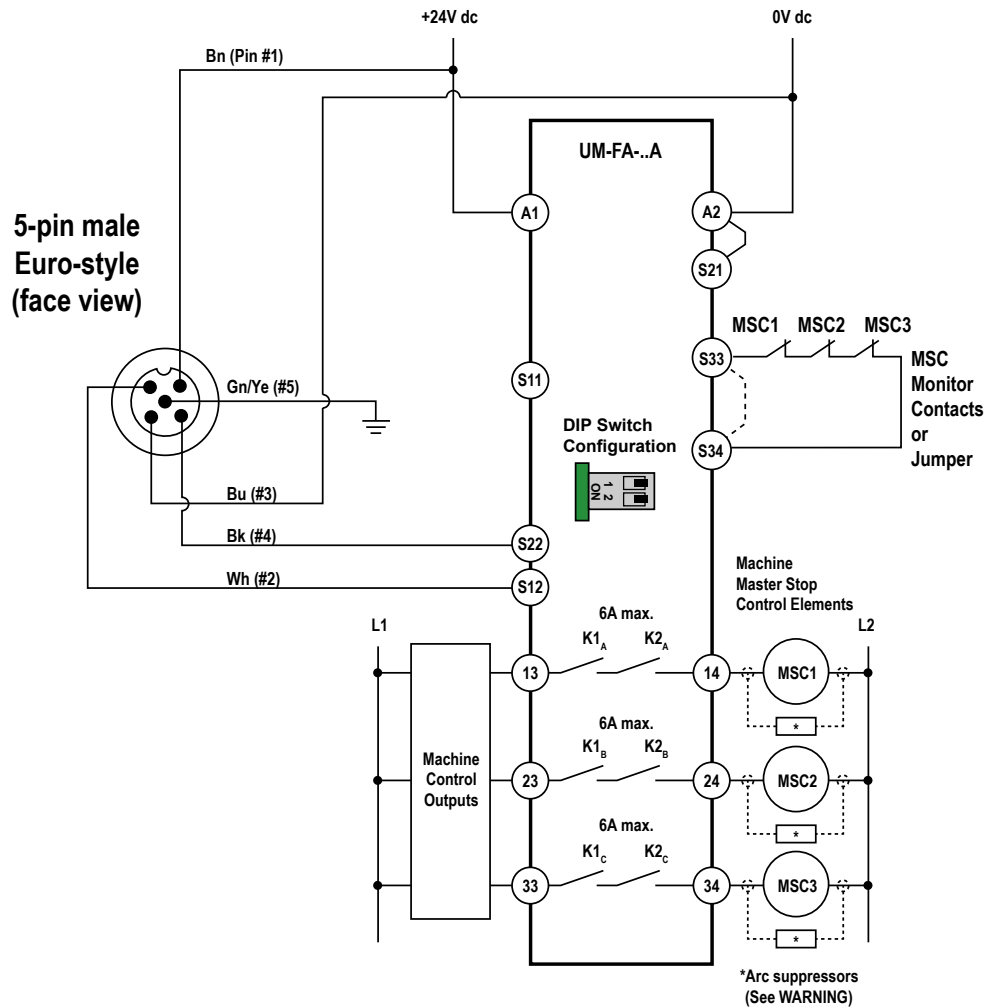 +24V dc
0V dc
Bn (Pin #1)
UM-FA-..A
A1
A2
5-pin male
Euro-style
(face view)
S21
MSC1 MSC2 MSC3
S33
MSC
Monitor
Contacts
or
Jumper
S11
Gn/Ye (#5)
DIP Switch
Configuration
S34
1 2
ON
Bu (#3)
Bk (#4)
S22
Wh (#2)
S12
Machine
Master Stop
Control Elements
L1
L2
6A max.
K1A K2A
13
14
MSC1
*
6A max.
K1B K2B
Machine
Control
Outputs
23
24
MSC2
*
6A max.
K1C K2C
33
34
MSC3
*
*Arc suppressors
(See WARNING)